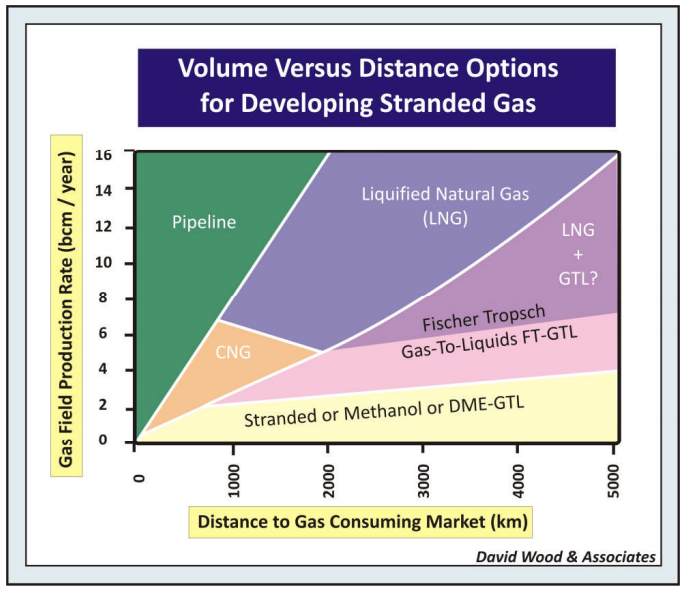 Volume Versus Distance Options
for Developing Stranded Gas
Gas Field Production Rate (bcm / year)
16
14
12
10
8
6
4
2
0
Pipeline
Liquified Natural Gas
(LNG)
LNG
+
GTL?
Fischer Tropsch
Gas-To-Liquids FT-GTL
CNG
Stranded or Methanol or DME-GTL
0
1000
2000
3000
4000
5000
Distance to Gas Consuming Market (km)
David Wood & Associates